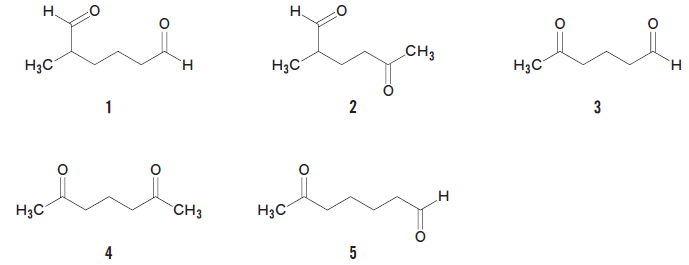 H O H O O O
O CH₃
H₃C H H₃C H₃C H
O
1 2 3
O O O
H
H₃C CH₃ H₃C
O
4 5